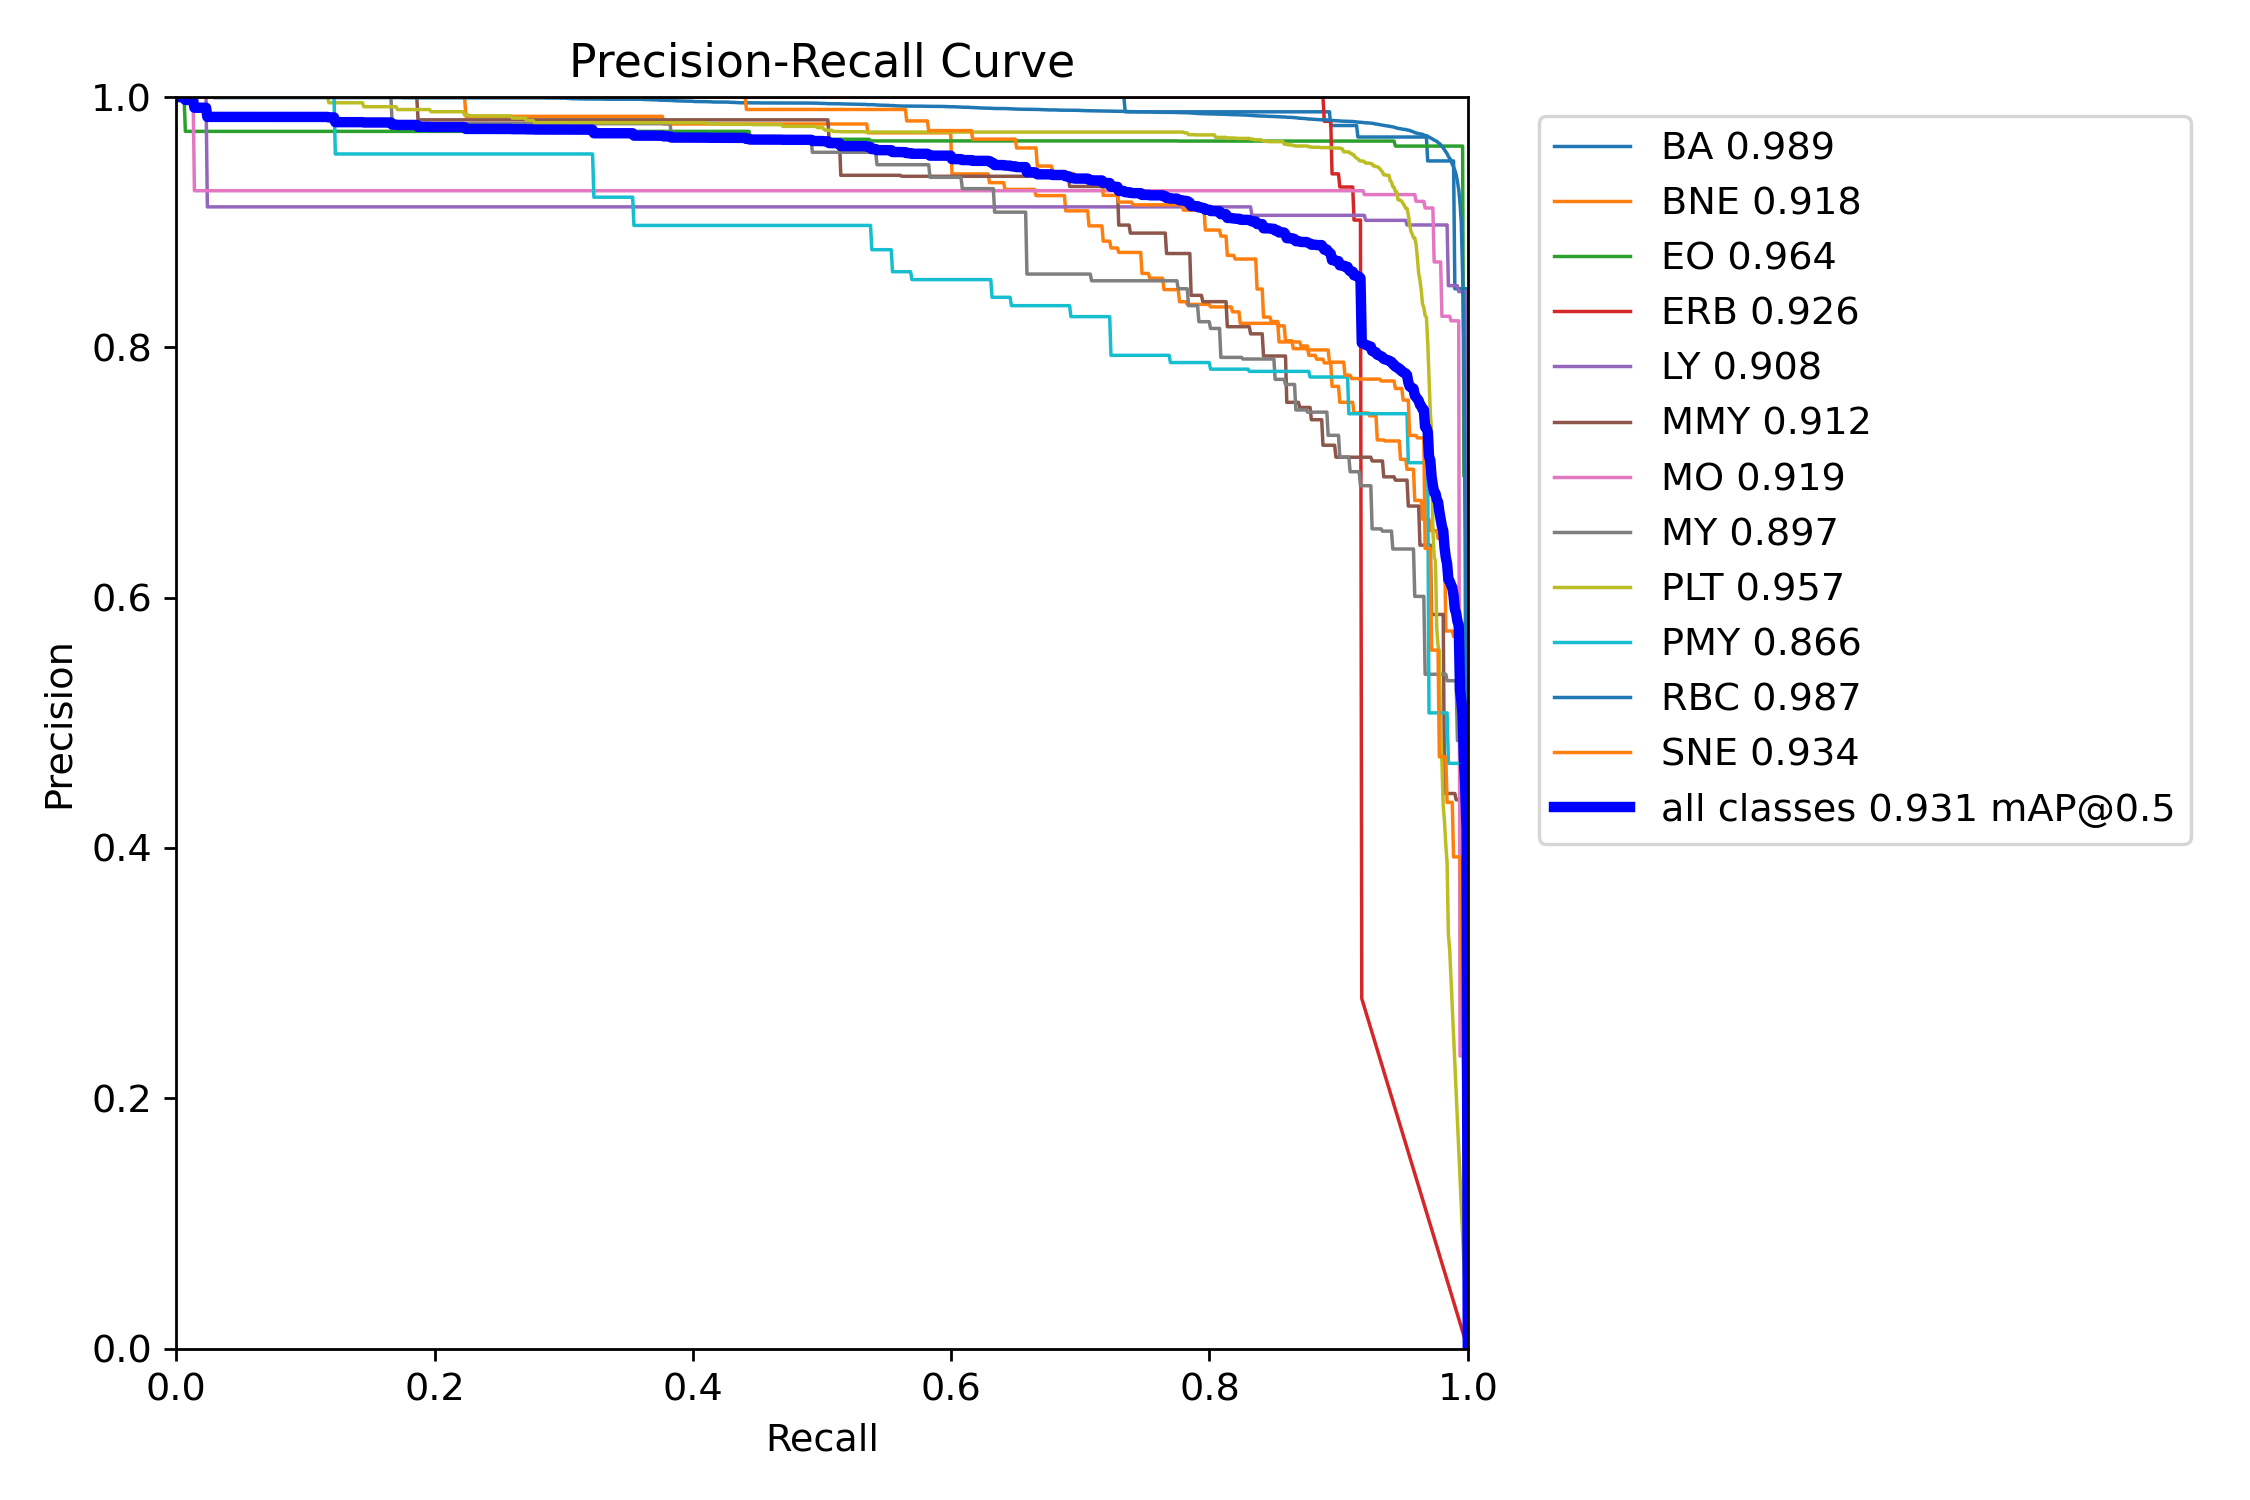 Precision-Recall Curve
1.0
0.8
0.6
0.4
0.2
0.0
Precision
0.0 0.2 0.4 0.6 0.8 1.0
Recall
BA 0.989
BNE 0.918
EO 0.964
ERB 0.926
LY 0.908
MMY 0.912
MO 0.919
MY 0.897
PLT 0.957
PMY 0.866
RBC 0.987
SNE 0.934
all classes 0.931 mAP@0.5